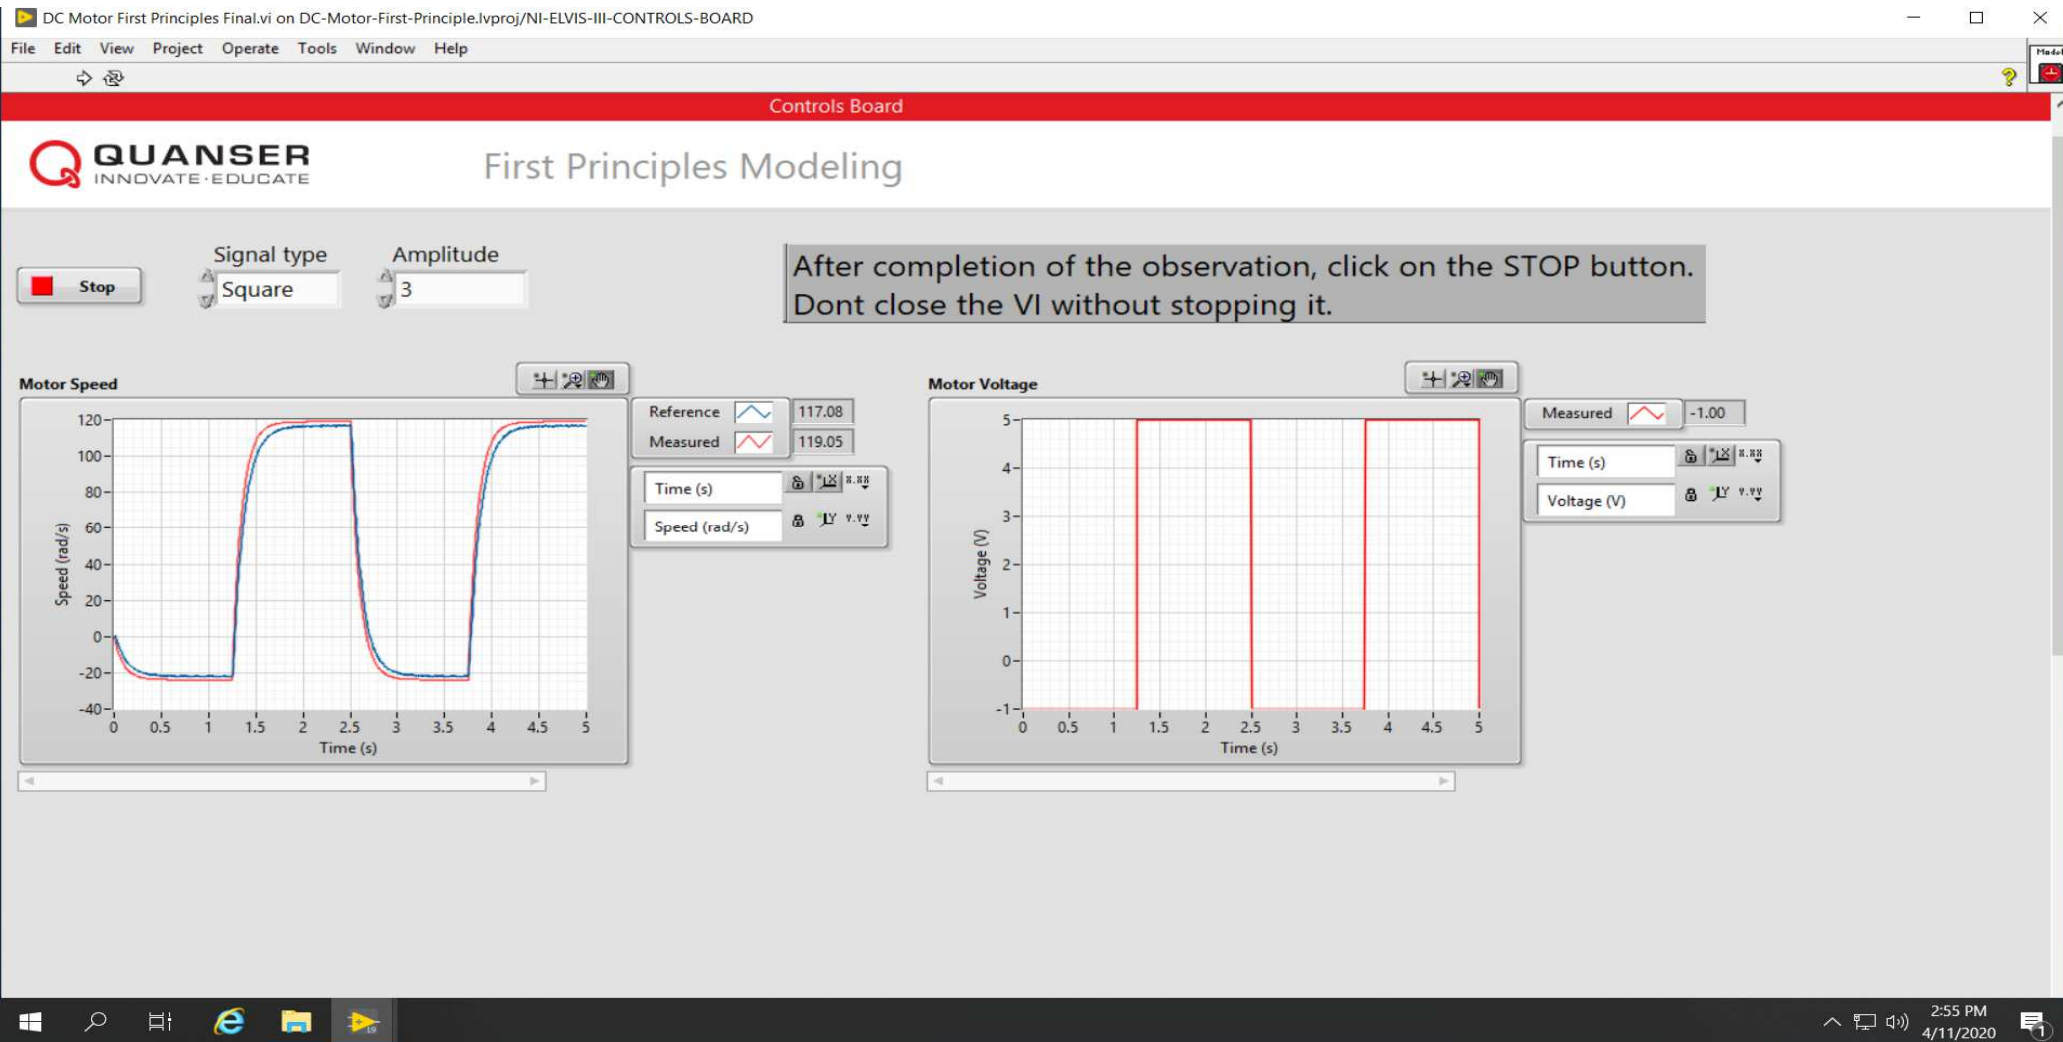 DC Motor First Principles Final.vi on DC-Motor-First-Principle.lvproj/NI-ELVIS-III-CONTROLS-BOARD
File Edit View Project Operate Tools Window Help
Controls Board
QUANSER
INNOVATE·EDUCATE
First Principles Modeling
Signal type
Amplitude
Stop
Square
3
After completion of the observation, click on the STOP button.
Dont close the VI without stopping it.
Motor Speed
120
100
80
60
40
20
0
-20
-40
Speed (rad/s)
0 0.5 1 1.5 2 2.5 3 3.5 4 4.5 5
Time (s)
Reference 117.08
Measured 119.05
Time (s)
Speed (rad/s)
Motor Voltage
5
4
3
2
1
0
-1
Voltage (V)
0 0.5 1 1.5 2 2.5 3 3.5 4 4.5 5
Time (s)
Measured -1.00
Time (s)
Voltage (V)
19
2:55 PM
4/11/2020
1